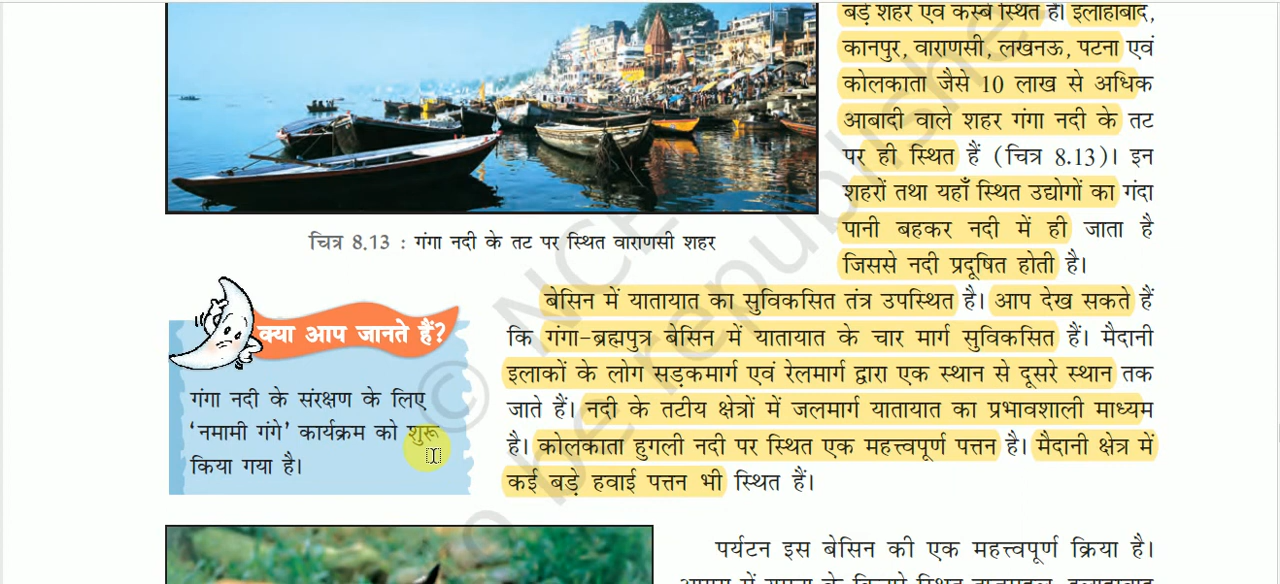 बड़े शहर एवं कस्बे स्थित हैं। इलाहाबाद,
कानपुर, वाराणसी, लखनऊ, पटना एवं
कोलकाता जैसे 10 लाख से अधिक
आबादी वाले शहर गंगा नदी के तट
पर ही स्थित हैं (चित्र 8.13)। इन
शहरों तथा यहाँ स्थित उद्योगों का गंदा
पानी बहकर नदी में ही जाता है
जिससे नदी प्रदूषित होती है।
चित्र 8.13 : गंगा नदी के तट पर स्थित वाराणसी शहर
बेसिन में यातायात का सुविकसित तंत्र उपस्थित है। आप देख सकते हैं
कि गंगा-ब्रह्मपुत्र बेसिन में यातायात के चार मार्ग सुविकसित हैं। मैदानी
इलाकों के लोग सड़कमार्ग एवं रेलमार्ग द्वारा एक स्थान से दूसरे स्थान तक
जाते हैं। नदी के तटीय क्षेत्रों में जलमार्ग यातायात का प्रभावशाली माध्यम
है। कोलकाता हुगली नदी पर स्थित एक महत्त्वपूर्ण पत्तन है। मैदानी क्षेत्र में
कई बड़े हवाई पत्तन भी स्थित हैं।
क्या आप जानते हैं?
गंगा नदी के संरक्षण के लिए
‘नमामी गंगे’ कार्यक्रम को शुरू
किया गया है।
पर्यटन इस बेसिन की एक महत्त्वपूर्ण क्रिया है।
© NCE
o be republishe